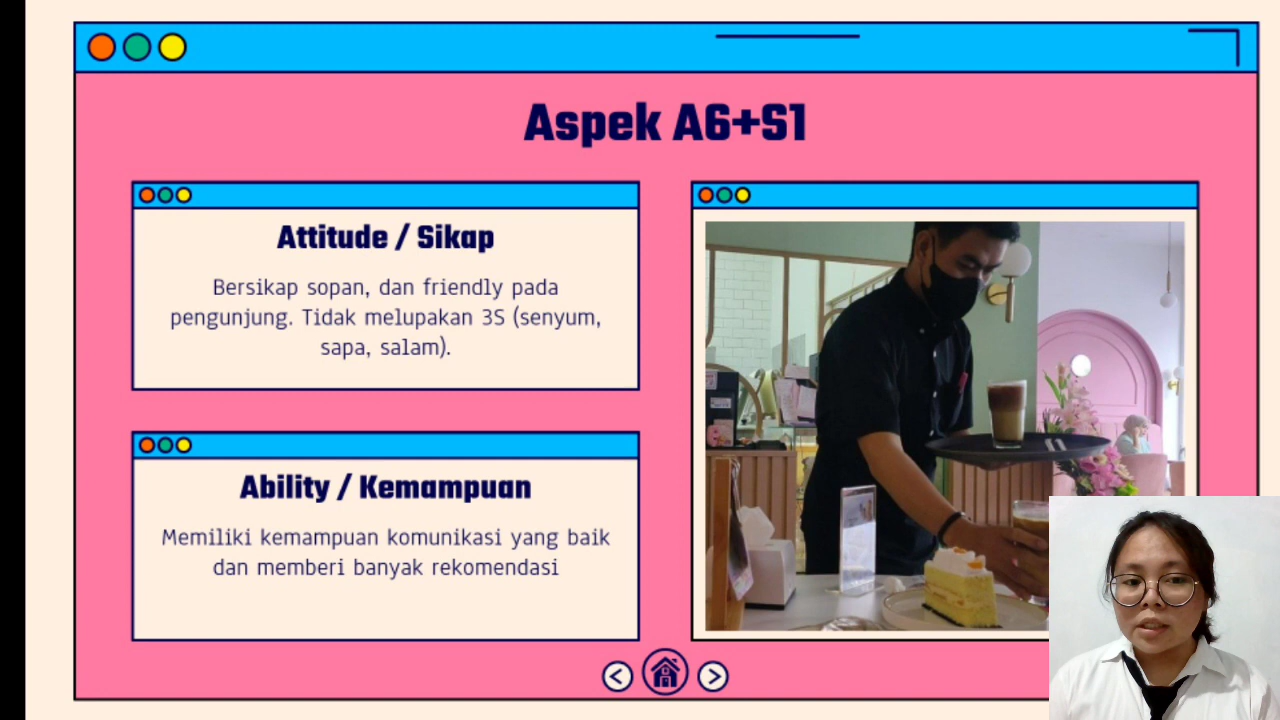 Aspek A6+S1
Attitude / Sikap
Bersikap sopan, dan friendly pada
pengunjung. Tidak melupakan 3S (senyum,
sapa, salam).
Ability / Kemampuan
Memiliki kemampuan komunikasi yang baik
dan memberi banyak rekomendasi